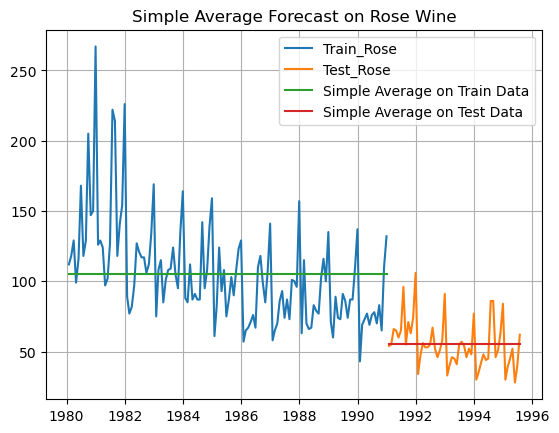 Simple Average Forecast on Rose Wine
Train_Rose
Test_Rose
Simple Average on Train Data
Simple Average on Test Data
250
200
150
100
50
1980 1982 1984 1986 1988 1990 1992 1994 1996